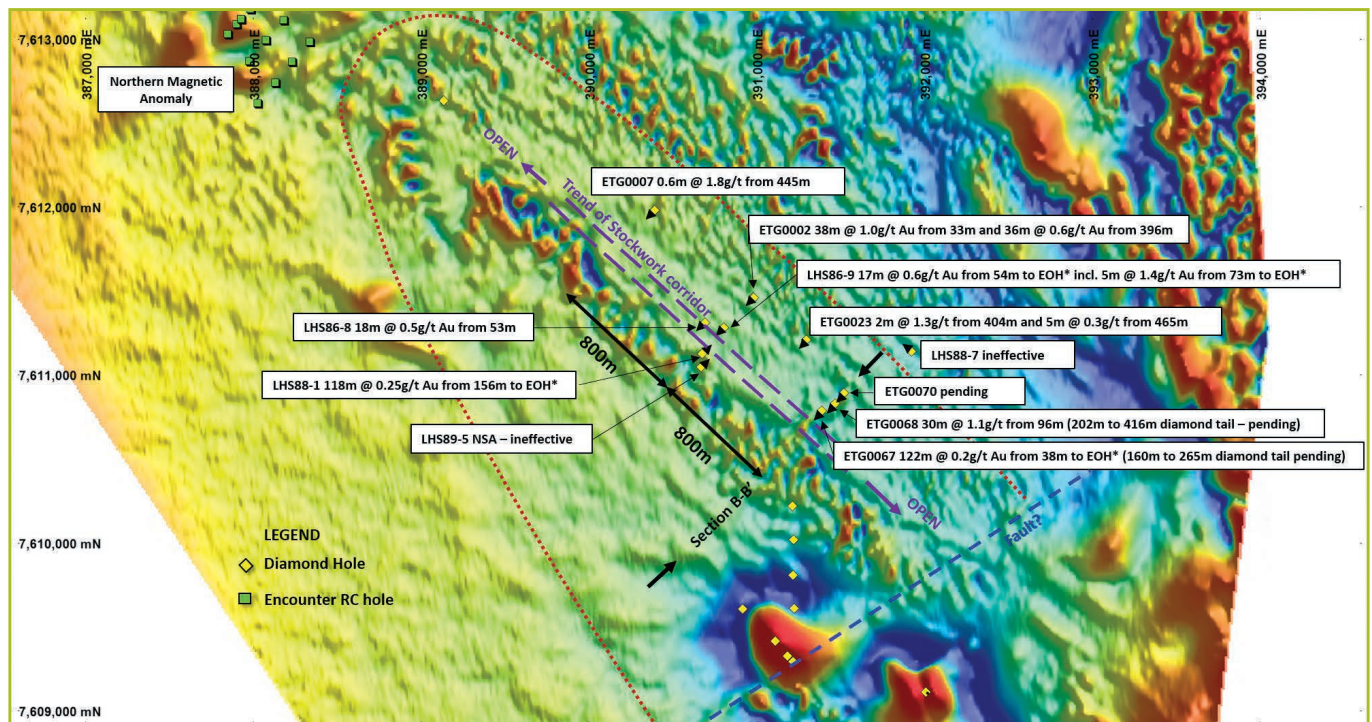 7,613,000 mN
387,000 mE
388,000 mE
389,000 mE
390,000 mE
391,000 mE
392,000 mE
393,000 mE
394,000 mE
Northern Magnetic
Anomaly
OPEN
ETG0007 0.6m @ 1.8g/t from 445m
7,612,000 mN
Trend of Stockwork corridor
ETG0002 38m @ 1.0g/t Au from 33m and 36m @ 0.6g/t Au from 396m
LHS86-9 17m @ 0.6g/t Au from 54m to EOH* incl. 5m @ 1.4g/t Au from 73m to EOH*
LHS86-8 18m @ 0.5g/t Au from 53m
ETG0023 2m @ 1.3g/t from 404m and 5m @ 0.3g/t from 465m
800m
LHS88-7 ineffective
7,611,000 mN
LHS88-1 118m @ 0.25g/t Au from 156m to EOH*
ETG0070 pending
ETG0068 30m @ 1.1g/t from 96m (202m to 416m diamond tail – pending)
LHS89-5 NSA – ineffective
800m
ETG0067 122m @ 0.2g/t Au from 38m to EOH* (160m to 265m diamond tail pending)
OPEN
Section B-B'
Fault?
7,610,000 mN
LEGEND
Diamond Hole
Encounter RC hole
7,609,000 mN